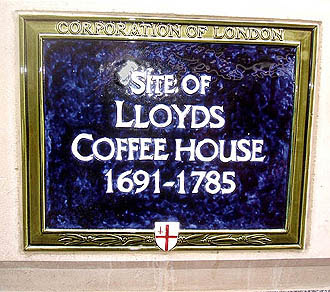 CORPORATION OF LONDON
SITE OF
LLOYDS
COFFEE HOUSE
1691-1785